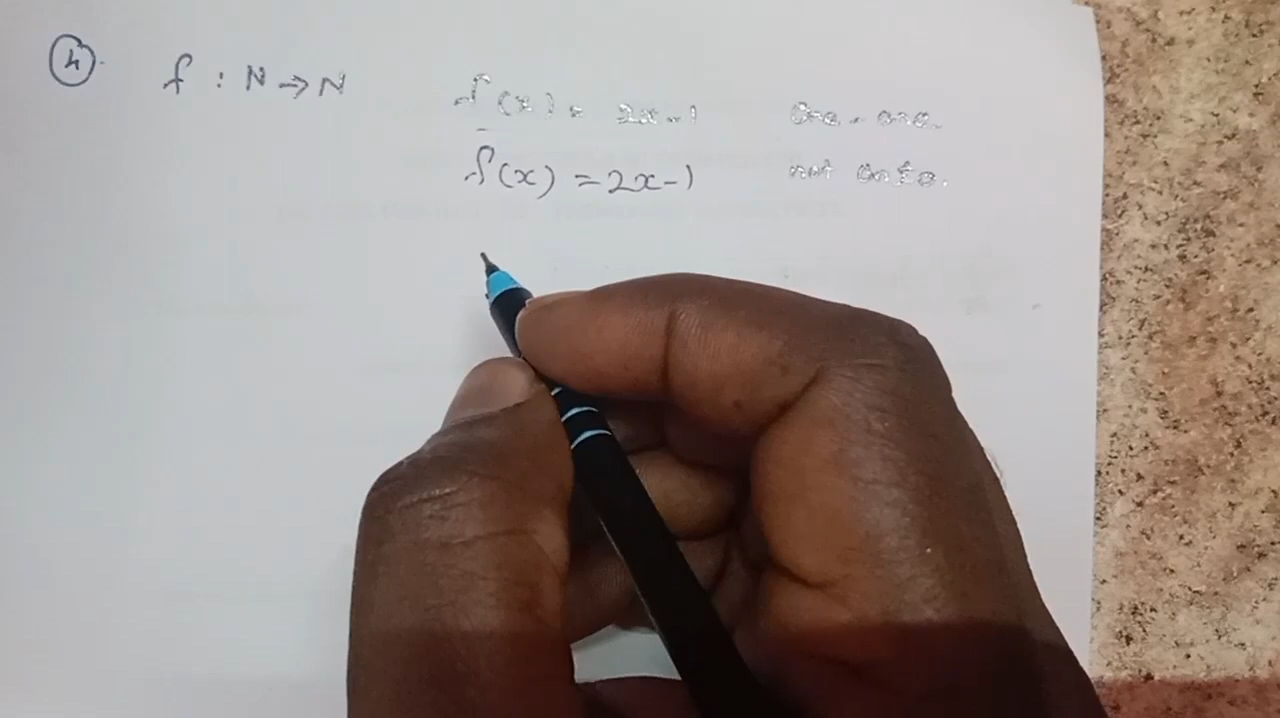 4. f : N → N f(x) = 2x-1 One-one.
f(x) = 2x-1 not onto.